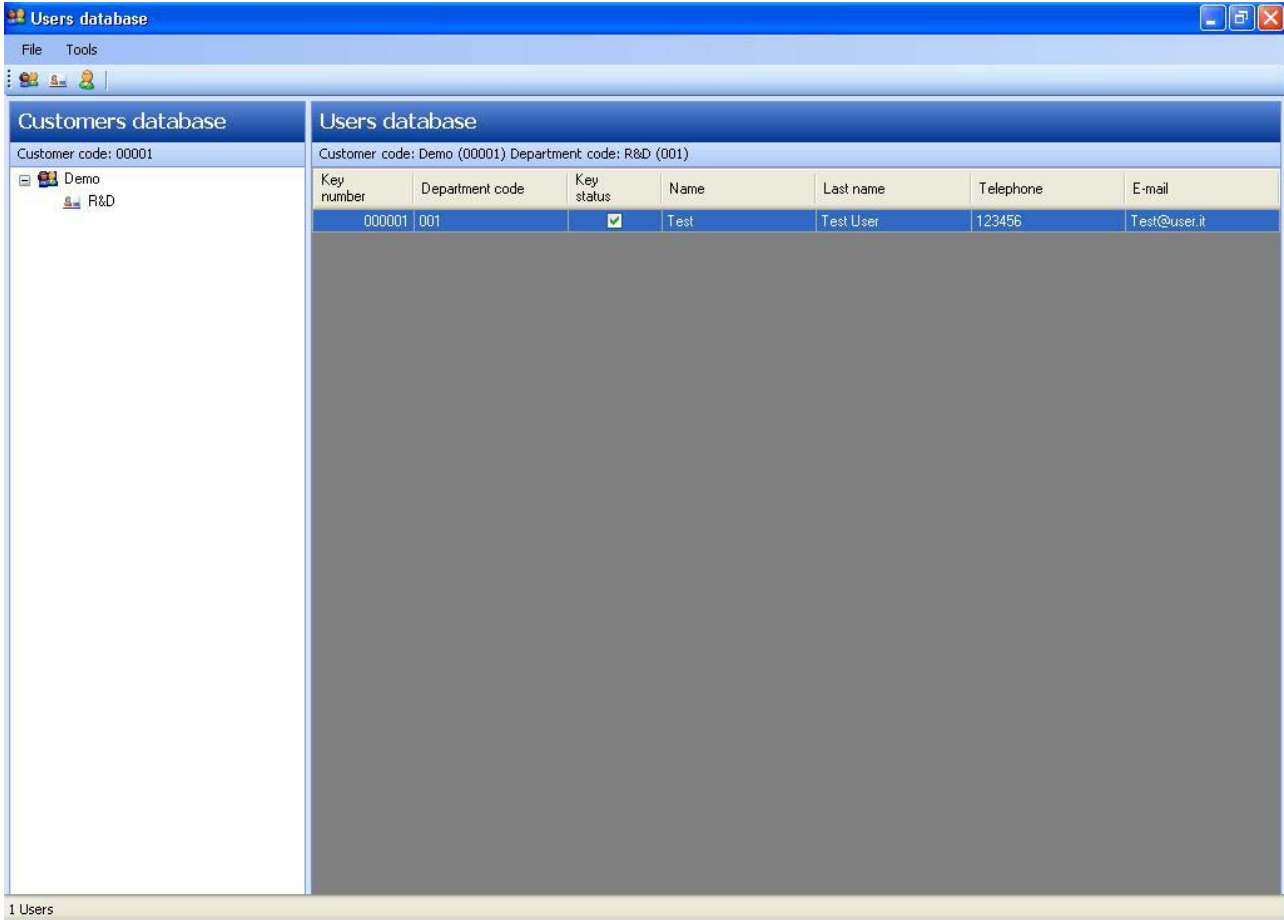 Users database
File Tools
Customers database
Customer code: 00001
Demo
R&D
Users database
Customer code: Demo (00001) Department code: R&D (001)
Key number Department code Key status Name Last name Telephone E-mail
000001 001 Test Test User 123456 Test@user.it
1 Users